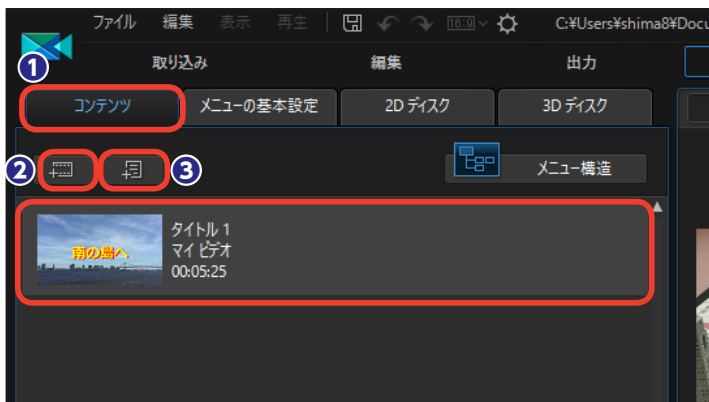 ファイル 編集 表示 再生 16:9 C:¥Users¥shima8¥Docu
1 取り込み 編集 出力
コンテンツ メニューの基本設定 2D ディスク 3D ディスク
2 3 メニュー構造
南の島へ
タイトル 1
マイ ビデオ
00:05:25